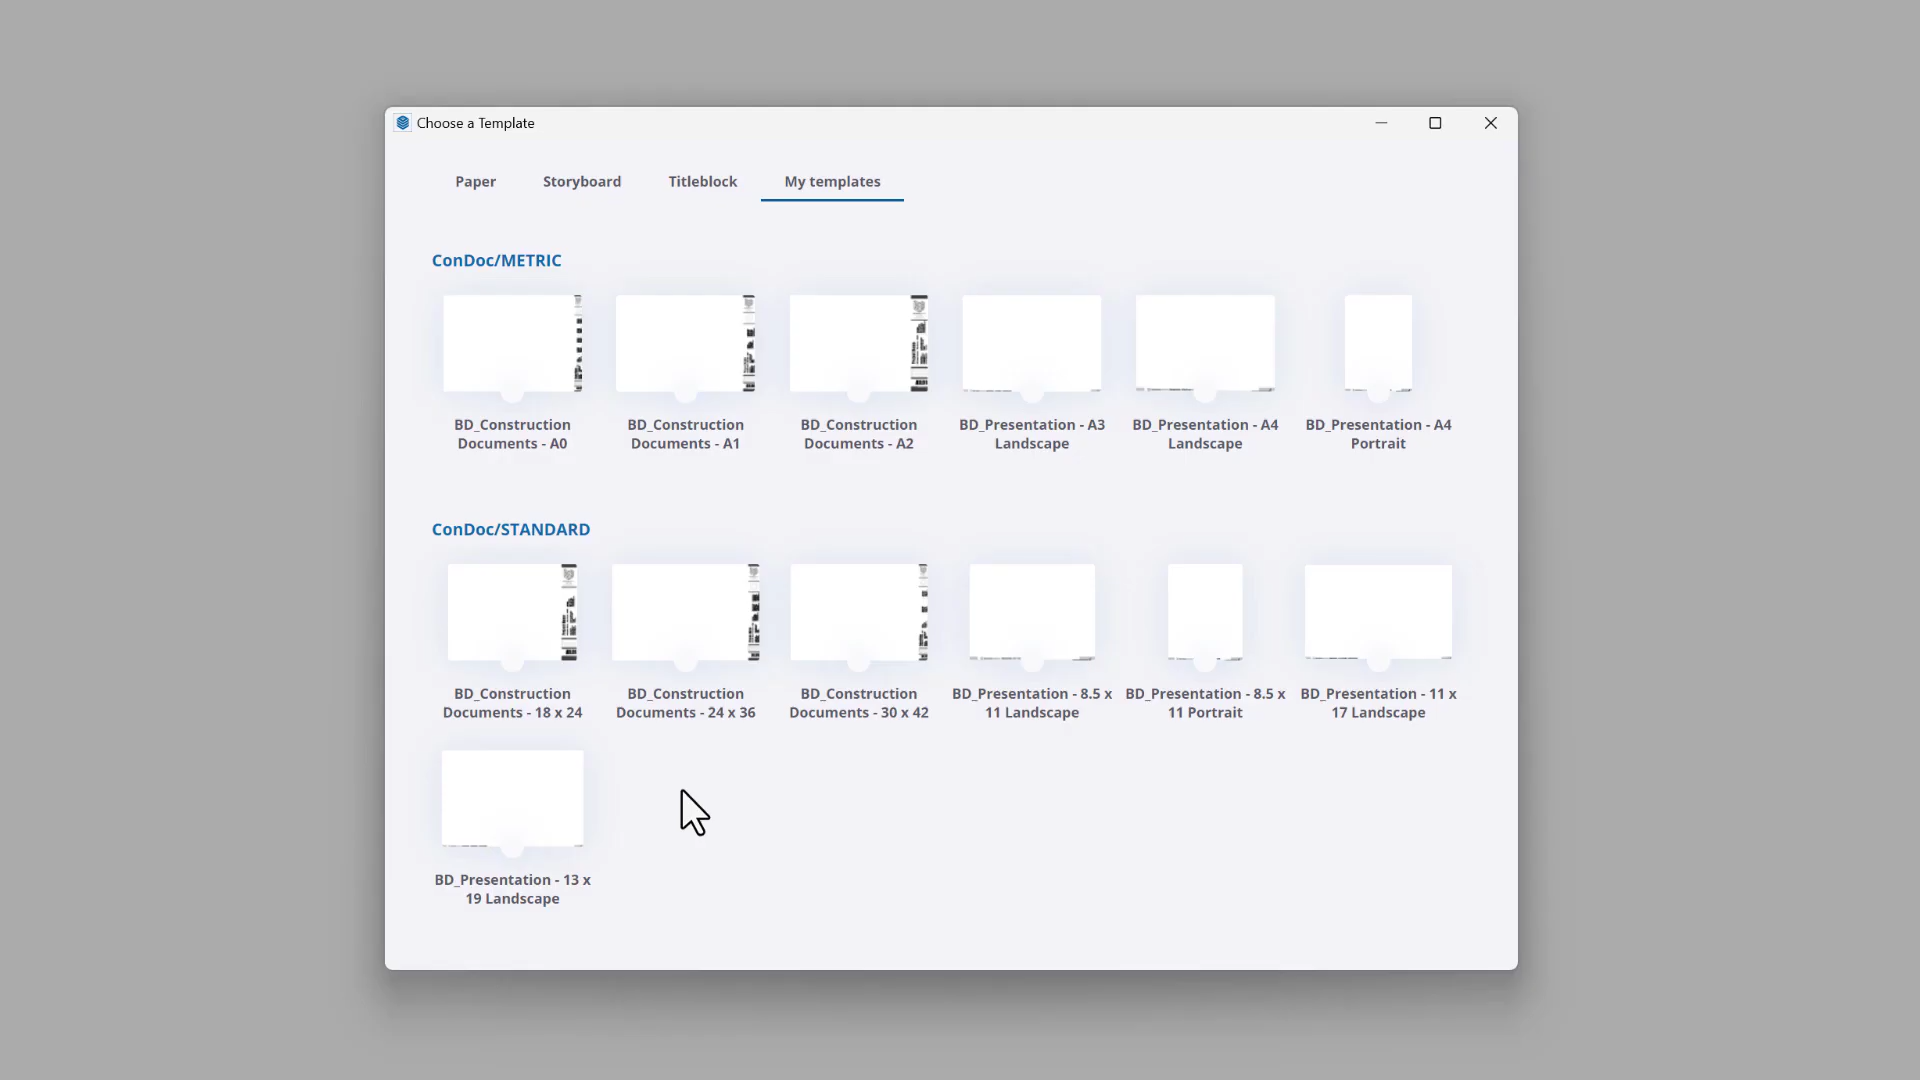 Choose a Template
Paper
Storyboard
Titleblock
My templates
ConDoc/METRIC
BD_Construction
Documents - A0
BD_Construction
Documents - A1
BD_Construction
Documents - A2
BD_Presentation - A3
Landscape
BD_Presentation - A4
Landscape
BD_Presentation - A4
Portrait
ConDoc/STANDARD
BD_Construction
Documents - 18 x 24
BD_Construction
Documents - 24 x 36
BD_Construction
Documents - 30 x 42
BD_Presentation - 8.5 x
11 Landscape
BD_Presentation - 8.5 x
11 Portrait
BD_Presentation - 11 x
17 Landscape
BD_Presentation - 13 x
19 Landscape